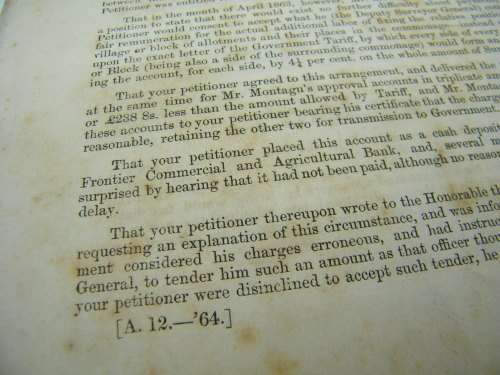 Petitioner was entitled
That in the month of April 1863, however,
a position to state that there would exist no further difficulty about
Petitioner would consent to accept what he (the Deputy Surveyor
fair remuneration for the actual additional labor of fixing the relative
village or block of allotments and their places in the commonage)
upon the exact letter of the Government Tariff, by which every side of every
or Block (being also a side of the surrounding commonage) would form
ing the account, for each side, by 4¼ per cent. on the whole amount of
That your petitioner agreed to this arrangement, and delivered the
at the same time for Mr. Montagu's approval accounts in triplicate
or £238 8s. less than the amount allowed by Tariff, and Mr.
these accounts to your petitioner bearing his certificate that the
reasonable, retaining the other two for transmission to Government.
That your petitioner placed this account as a cash
Frontier Commercial and Agricultural Bank, and, several
surprised by hearing that it had not been paid, although no
delay.
That your petitioner thereupon wrote to the Honorable
requesting an explanation of this circumstance, and was
ment considered his charges erroneous, and had
General, to tender him such an amount as that officer
your petitioner were disinclined to accept such tender, he
[A. 12.—'64.]